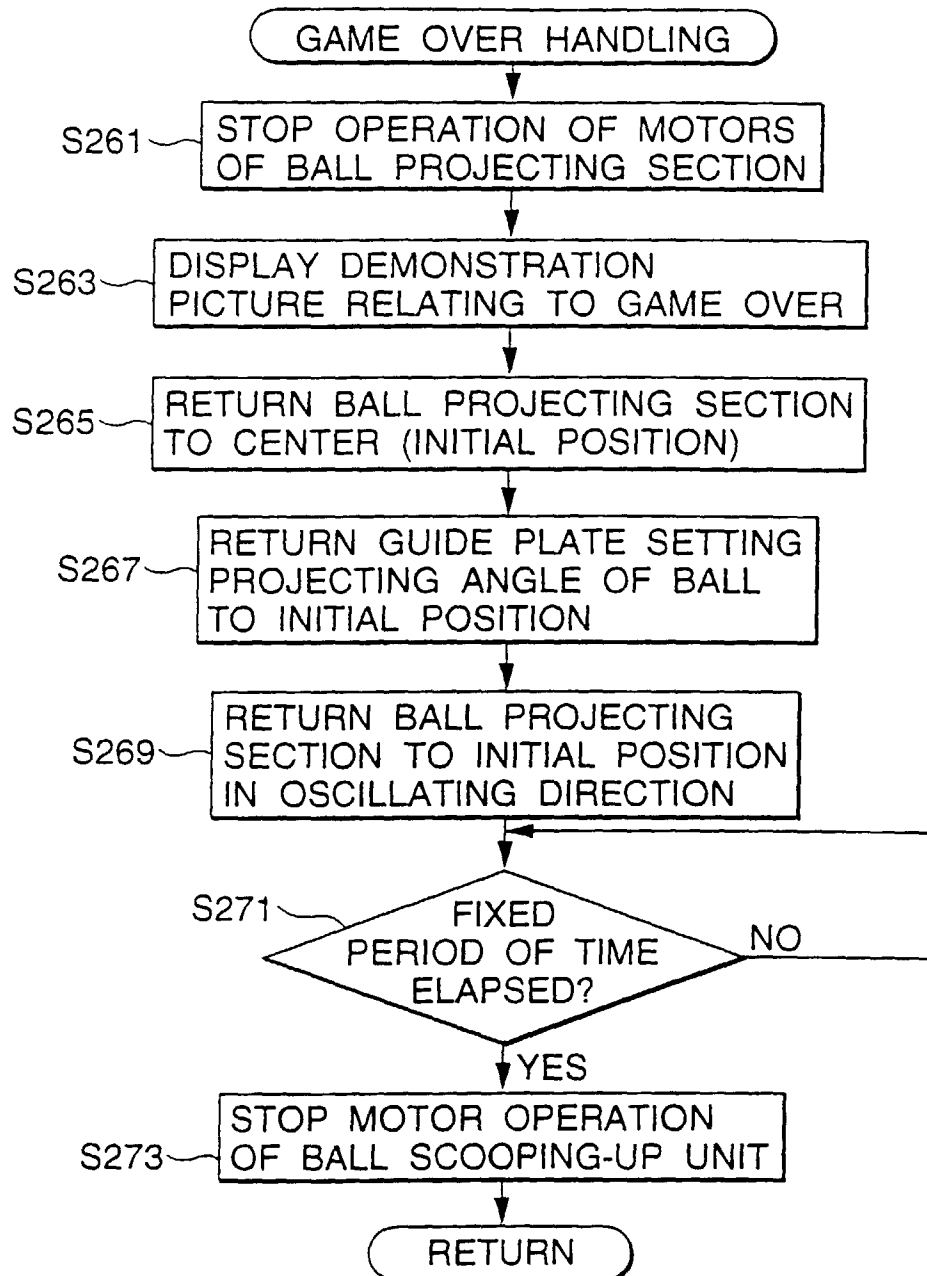 GAME OVER HANDLING
S261
STOP OPERATION OF MOTORS
OF BALL PROJECTING SECTION
S263
DISPLAY DEMONSTRATION
PICTURE RELATING TO GAME OVER
S265
RETURN BALL PROJECTING SECTION
TO CENTER (INITIAL POSITION)
S267
RETURN GUIDE PLATE SETTING
PROJECTING ANGLE OF BALL
TO INITIAL POSITION
S269
RETURN BALL PROJECTING
SECTION TO INITIAL POSITION
IN OSCILLATING DIRECTION
S271
FIXED
PERIOD OF TIME
ELAPSED?
NO
YES
S273
STOP MOTOR OPERATION
OF BALL SCOOPING-UP UNIT
RETURN